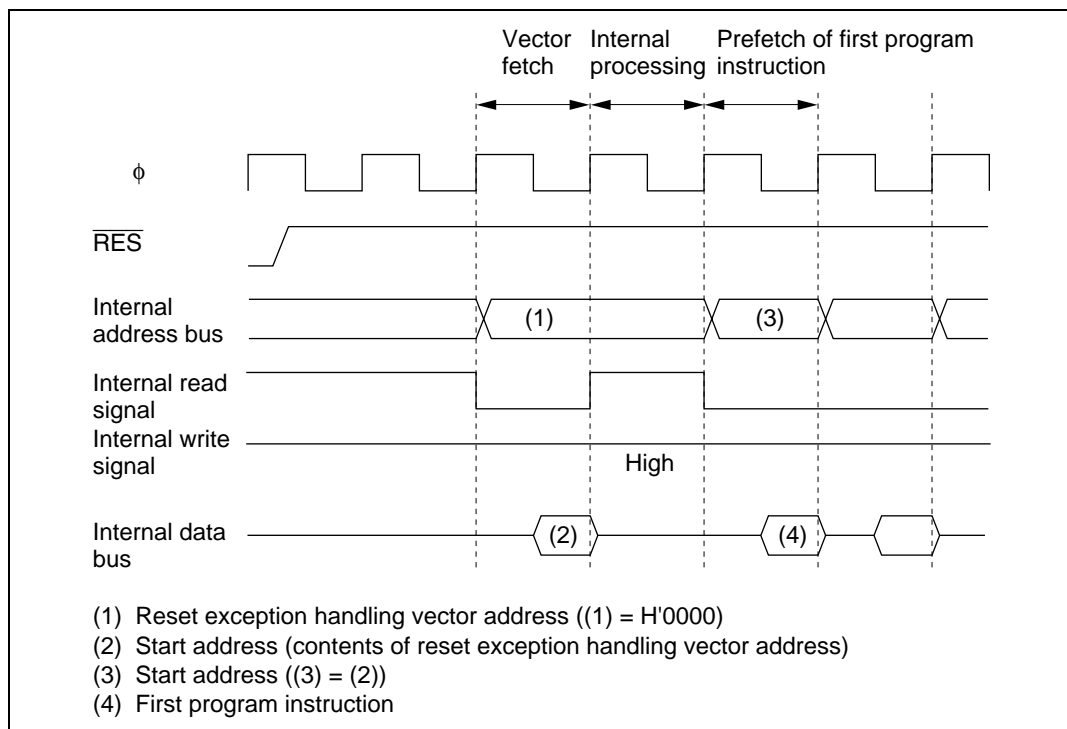 Vector fetch
Internal processing
Prefetch of first program instruction
φ
RES
Internal address bus
(1)
(3)
Internal read signal
Internal write signal
High
Internal data bus
(2)
(4)
(1) Reset exception handling vector address ((1) = H'0000)
(2) Start address (contents of reset exception handling vector address)
(3) Start address ((3) = (2))
(4) First program instruction